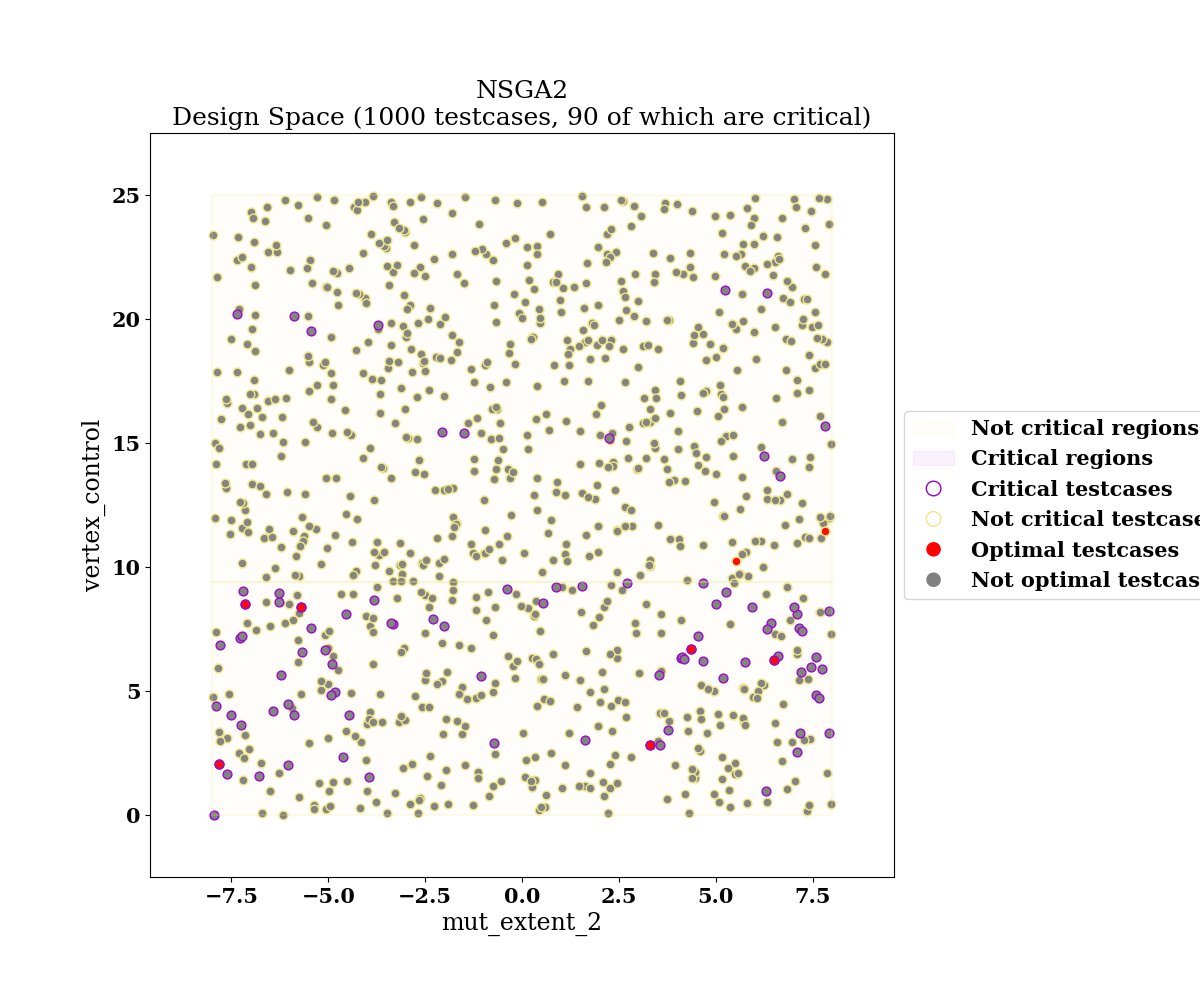 NSGA2
Design Space (1000 testcases, 90 of which are critical)
25
20
15
10
5
0
vertex_control
−7.5
−5.0
−2.5
0.0
2.5
5.0
7.5
mut_extent_2
Not critical regions
Critical regions
Critical testcases
Not critical testcase
Optimal testcases
Not optimal testcas